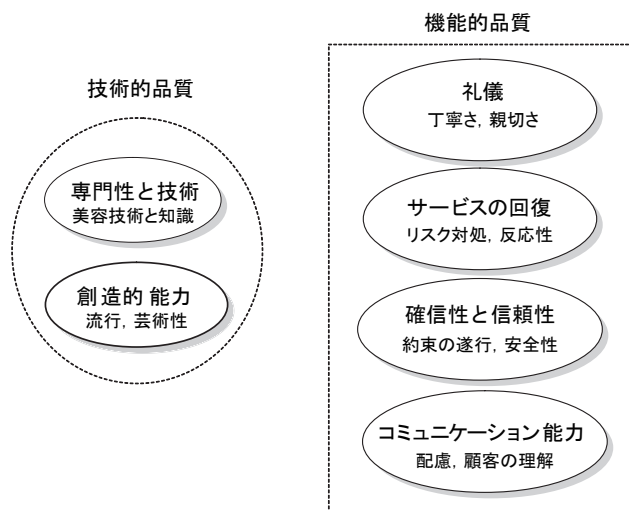 技術的品質
専門性と技術
美容技術と知識
創造的 能力
流行, 芸術性
機能的品質
礼儀
丁寧さ, 親切さ
サービスの回復
リスク対処, 反応性
確信性と信頼性
約束の遂行, 安全性
コミュニケーション 能力
配慮, 顧客の理解